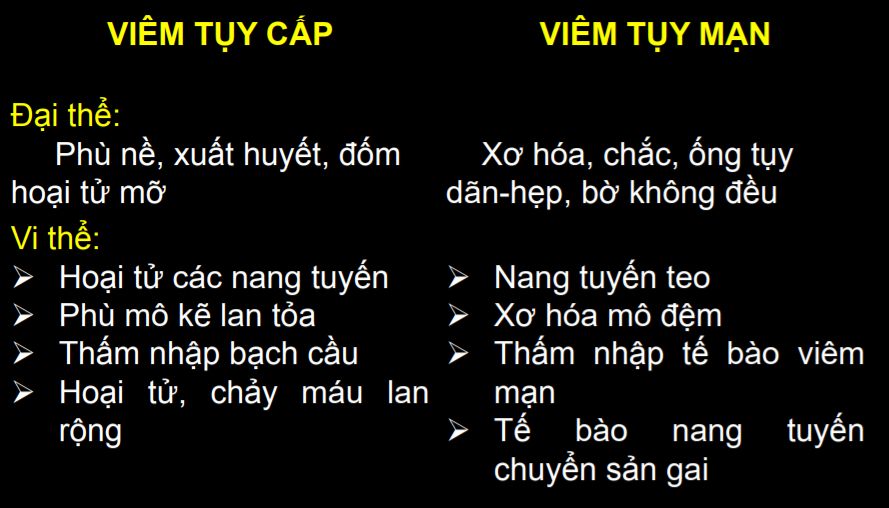 VIÊM TỤY CẤP
VIÊM TỤY MẠN
Đại thể:
Phù nề, xuất huyết, đốm
hoại tử mỡ
Xơ hóa, chắc, ống tụy
dãn-hẹp, bờ không đều
Vi thể:
➢ Hoại tử các nang tuyến
➢ Phù mô kẽ lan tỏa
➢ Thấm nhập bạch cầu
➢ Hoại tử, chảy máu lan
rộng
➢ Nang tuyến teo
➢ Xơ hóa mô đệm
➢ Thấm nhập tế bào viêm
mạn
➢ Tế bào nang tuyến
chuyển sản gai